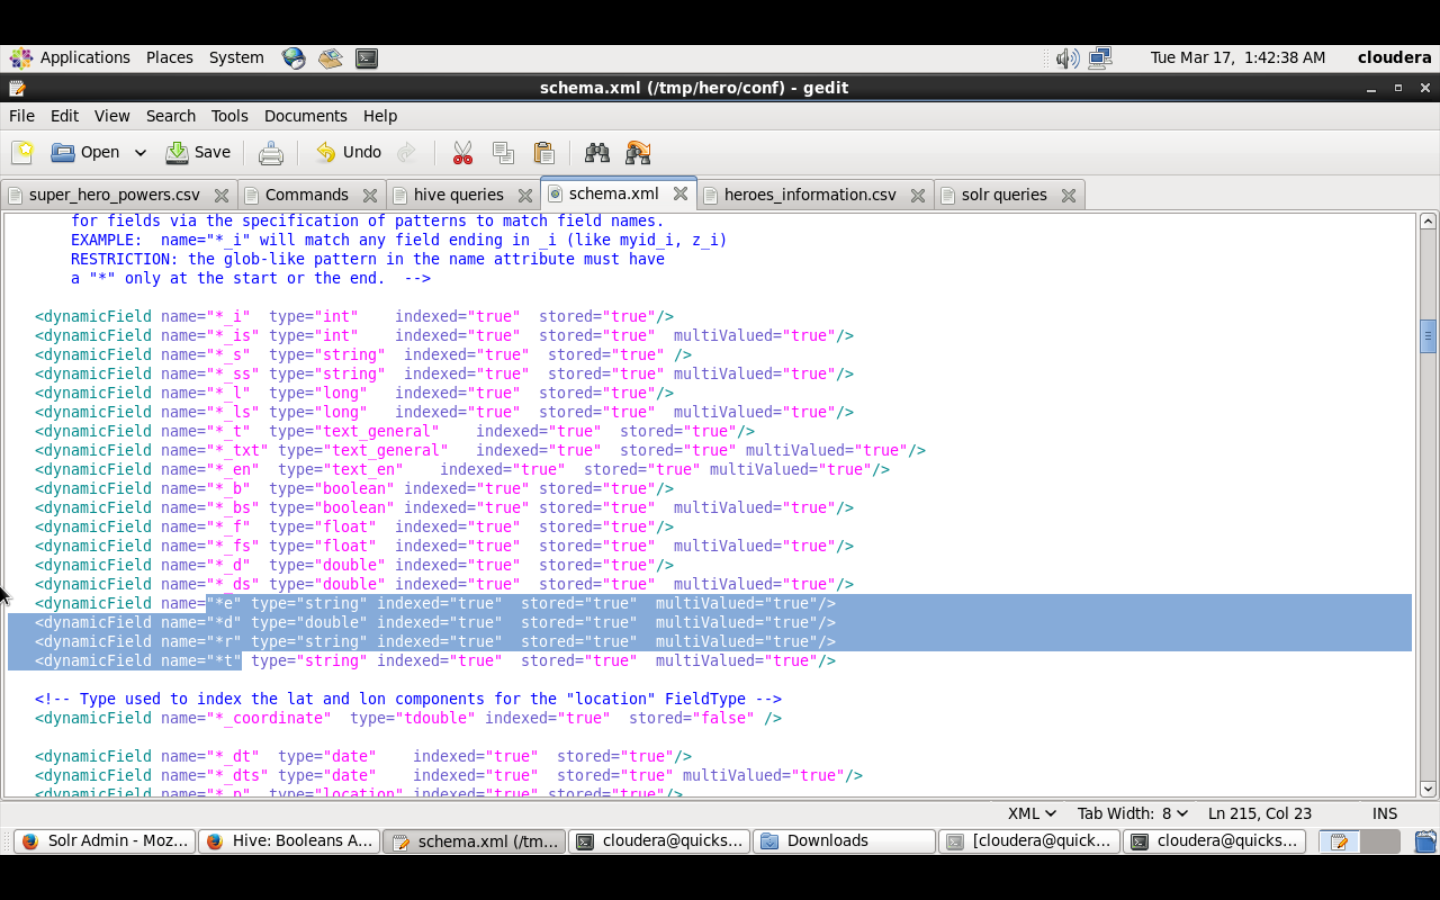 Applications Places System Tue Mar 17, 1:42:38 AM cloudera
schema.xml (/tmp/hero/conf) - gedit
File Edit View Search Tools Documents Help
Open Save Undo
super_hero_powers.csv Commands hive queries schema.xml heroes_information.csv solr queries
for fields via the specification of patterns to match field names.
EXAMPLE:  name="*_i" will match any field ending in _i (like myid_i, z_i)
RESTRICTION: the glob-like pattern in the name attribute must have
a "*" only at the start or the end.  -->
<dynamicField name="*_i"  type="int"    indexed="true"  stored="true"/>
<dynamicField name="*_is" type="int"    indexed="true"  stored="true"  multiValued="true"/>
<dynamicField name="*_s"  type="string"  indexed="true"  stored="true" />
<dynamicField name="*_ss" type="string"  indexed="true"  stored="true" multiValued="true"/>
<dynamicField name="*_l"  type="long"   indexed="true"  stored="true"/>
<dynamicField name="*_ls" type="long"   indexed="true"  stored="true"  multiValued="true"/>
<dynamicField name="*_t"  type="text_general"    indexed="true"  stored="true"/>
<dynamicField name="*_txt" type="text_general"   indexed="true"  stored="true" multiValued="true"/>
<dynamicField name="*_en"  type="text_en"    indexed="true"  stored="true" multiValued="true"/>
<dynamicField name="*_b"  type="boolean" indexed="true" stored="true"/>
<dynamicField name="*_bs" type="boolean" indexed="true" stored="true"  multiValued="true"/>
<dynamicField name="*_f"  type="float"  indexed="true"  stored="true"/>
<dynamicField name="*_fs" type="float"  indexed="true"  stored="true"  multiValued="true"/>
<dynamicField name="*_d"  type="double" indexed="true"  stored="true"/>
<dynamicField name="*_ds" type="double" indexed="true"  stored="true"  multiValued="true"/>
<dynamicField name="*e" type="string" indexed="true"  stored="true"  multiValued="true"/>
<dynamicField name="*d" type="double" indexed="true"  stored="true"  multiValued="true"/>
<dynamicField name="*r" type="string" indexed="true"  stored="true"  multiValued="true"/>
<dynamicField name="*t" type="string" indexed="true"  stored="true"  multiValued="true"/>
<!-- Type used to index the lat and lon components for the "location" FieldType -->
<dynamicField name="*_coordinate"  type="tdouble" indexed="true"  stored="false" />
<dynamicField name="*_dt"  type="date"    indexed="true"  stored="true"/>
<dynamicField name="*_dts" type="date"    indexed="true"  stored="true" multiValued="true"/>
<dynamicField name="*_p"  type="location" indexed="true" stored="true"/>
XML Tab Width: 8 Ln 215, Col 23 INS
Solr Admin - Moz... Hive: Booleans A... schema.xml (/tm... cloudera@quicks... Downloads [cloudera@quick... cloudera@quicks...